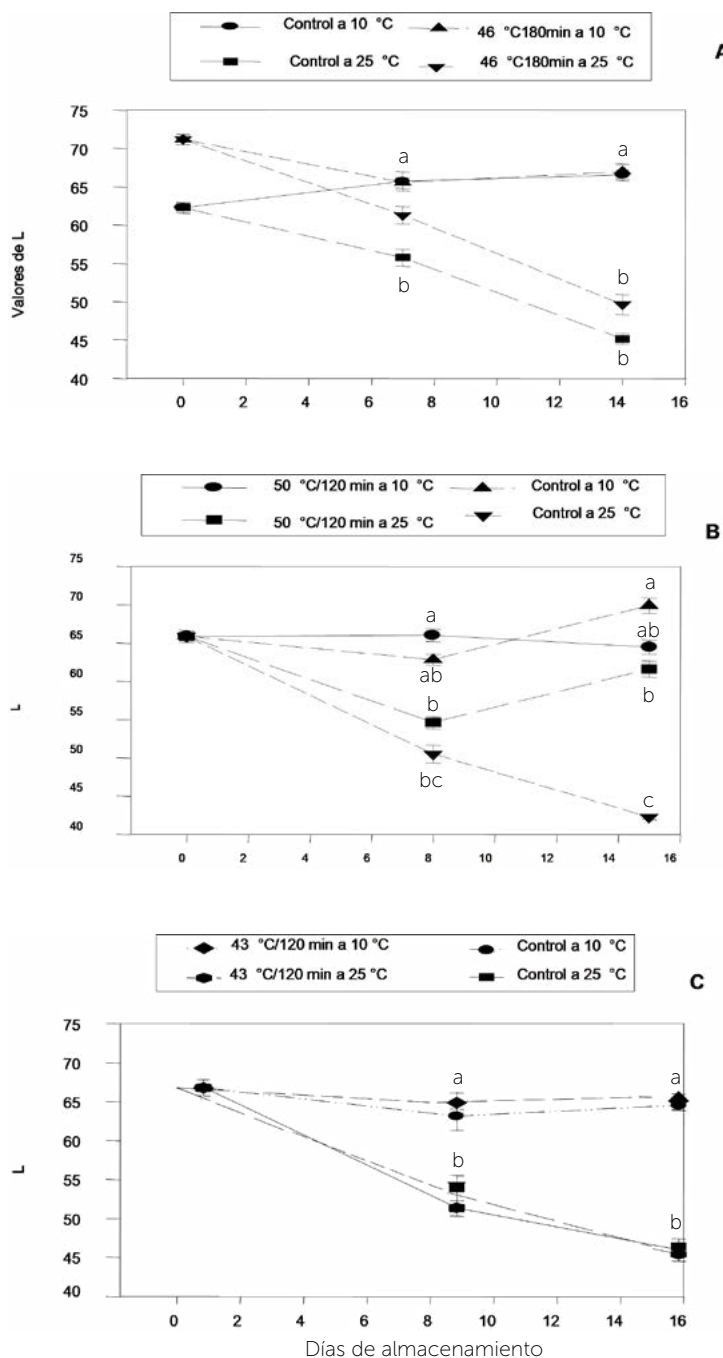 Control a 10 °C
46 °C180min a 10 °C
Control a 25 °C
46 °C180min a 25 °C
A
75
70
65
62
55
50
45
40
Valores de L
a
a
b
b
b
0 2 4 6 8 10 12 14 16
50 °C/120 min a 10 °C
Control a 10 °C
50 °C/120 min a 25 °C
Control a 25 °C
B
75
65
62
55
50
45
40
L
a
a
ab
ab
b
b
bc
c
0 2 4 6 8 10 12 14 16
43 °C/120 min a 10 °C
Control a 10 °C
43 °C/120 min a 25 °C
Control a 25 °C
C
75
70
65
55
50
45
40
L
a
a
b
b
0 2 4 6 8 10 12 14 16
Días de almacenamiento